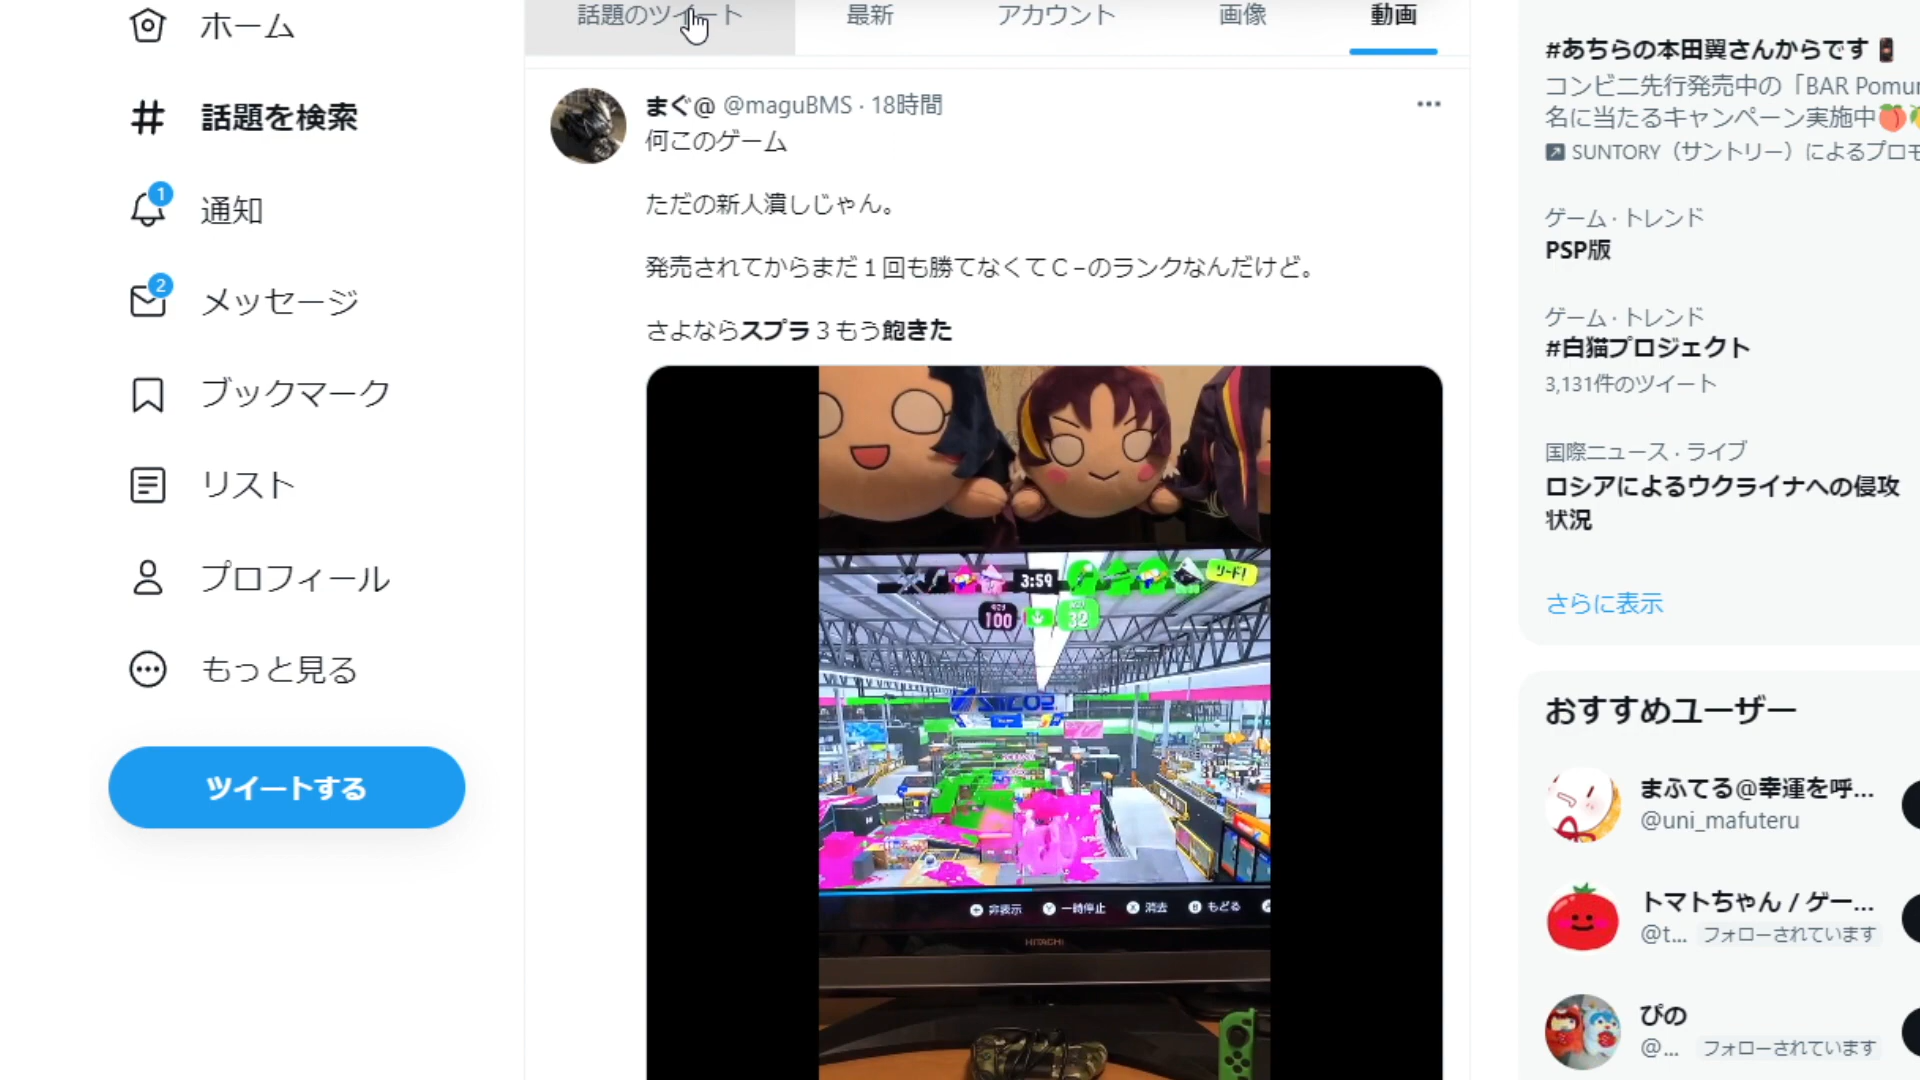 ホーム
話題を検索
1
通知
2
メッセージ
ブックマーク
リスト
プロフィール
もっと見る
ツイートする
話題のツイート
最新
アカウント
画像
動画
まぐ@ @maguBMS · 18時間
何このゲーム
ただの新人潰しじゃん。
発売されてからまだ１回も勝てなくてＣ−のランクなんだけど。
さよならスプラ３もう飽きた
3:59
リード!
100
32
非表示
一時停止
消去
もどる
HITACHI
#あちらの本田翼さんからです
コンビニ先行発売中の「BAR Pomu
名に当たるキャンペーン実施中
SUNTORY（サントリー）によるプロモ
ゲーム · トレンド
PSP版
ゲーム · トレンド
#白猫プロジェクト
3,131件のツイート
国際ニュース · ライブ
ロシアによるウクライナへの侵攻
状況
さらに表示
おすすめユーザー
まふてる@幸運を呼...
@uni_mafuteru
トマトちゃん / ゲー...
@t... フォローされています
ぴの
@... フォローされています